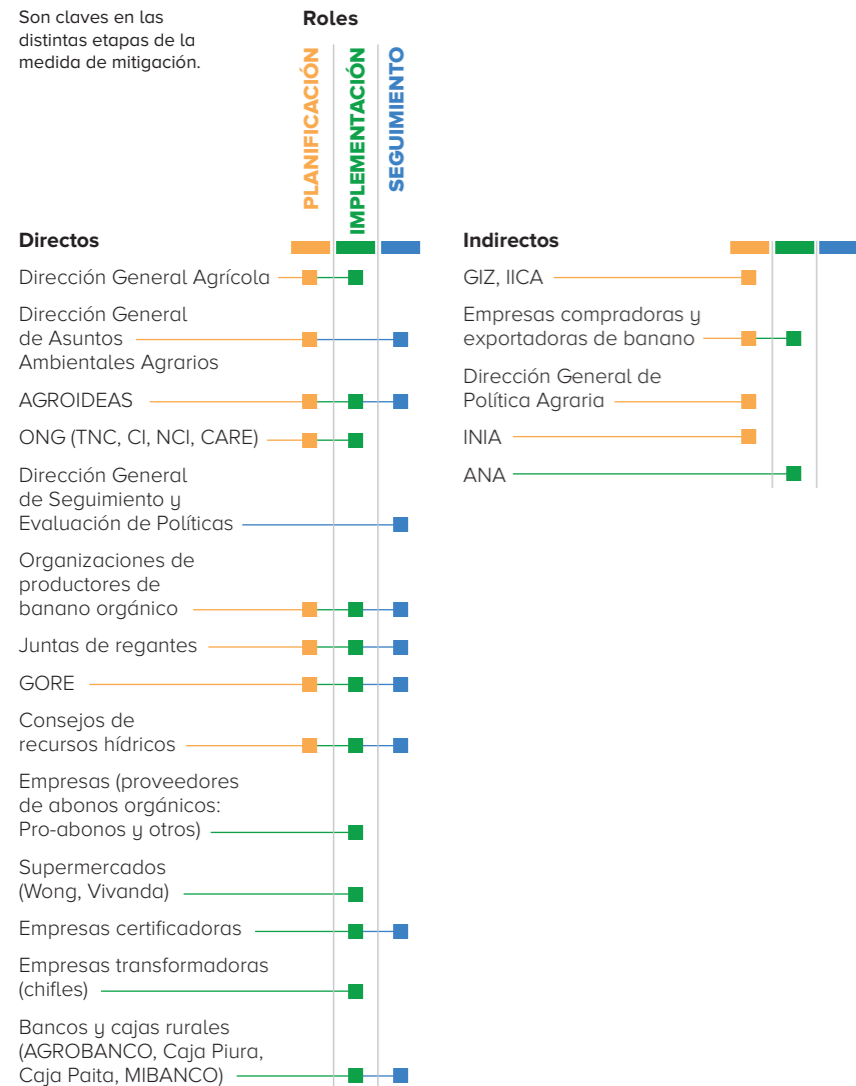 Son claves en las
distintas etapas de la
medida de mitigación.
Roles
PLANIFICACIÓN
IMPLEMENTACIÓN
SEGUIMIENTO
Directos
Dirección General Agrícola
Dirección General
de Asuntos
Ambientales Agrarios
AGROIDEAS
ONG (TNC, CI, NCI, CARE)
Dirección General
de Seguimiento y
Evaluación de Políticas
Organizaciones de
productores de
banano orgánico
Juntas de regantes
GORE
Consejos de
recursos hídricos
Empresas (proveedores
de abonos orgánicos:
Pro-abonos y otros)
Supermercados
(Wong, Vivanda)
Empresas certificadoras
Empresas transformadoras
(chifles)
Bancos y cajas rurales
(AGROBANCO, Caja Piura,
Caja Paita, MIBANCO)
Indirectos
GIZ, IICA
Empresas compradoras y
exportadoras de banano
Dirección General de
Política Agraria
INIA
ANA